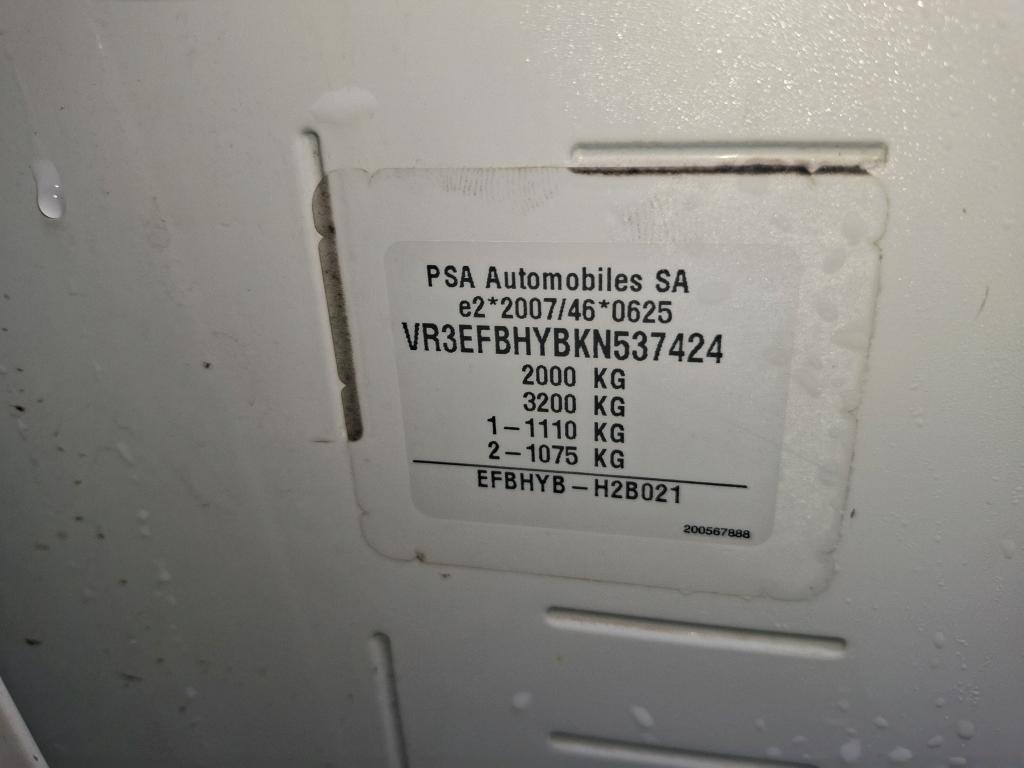 PSA Automobiles SA
e2*2007/46*0625
VR3EFBHYBKN537424
2000 KG
3200 KG
1-1110 KG
2-1075 KG
EFBHYB-H2B021
200567888